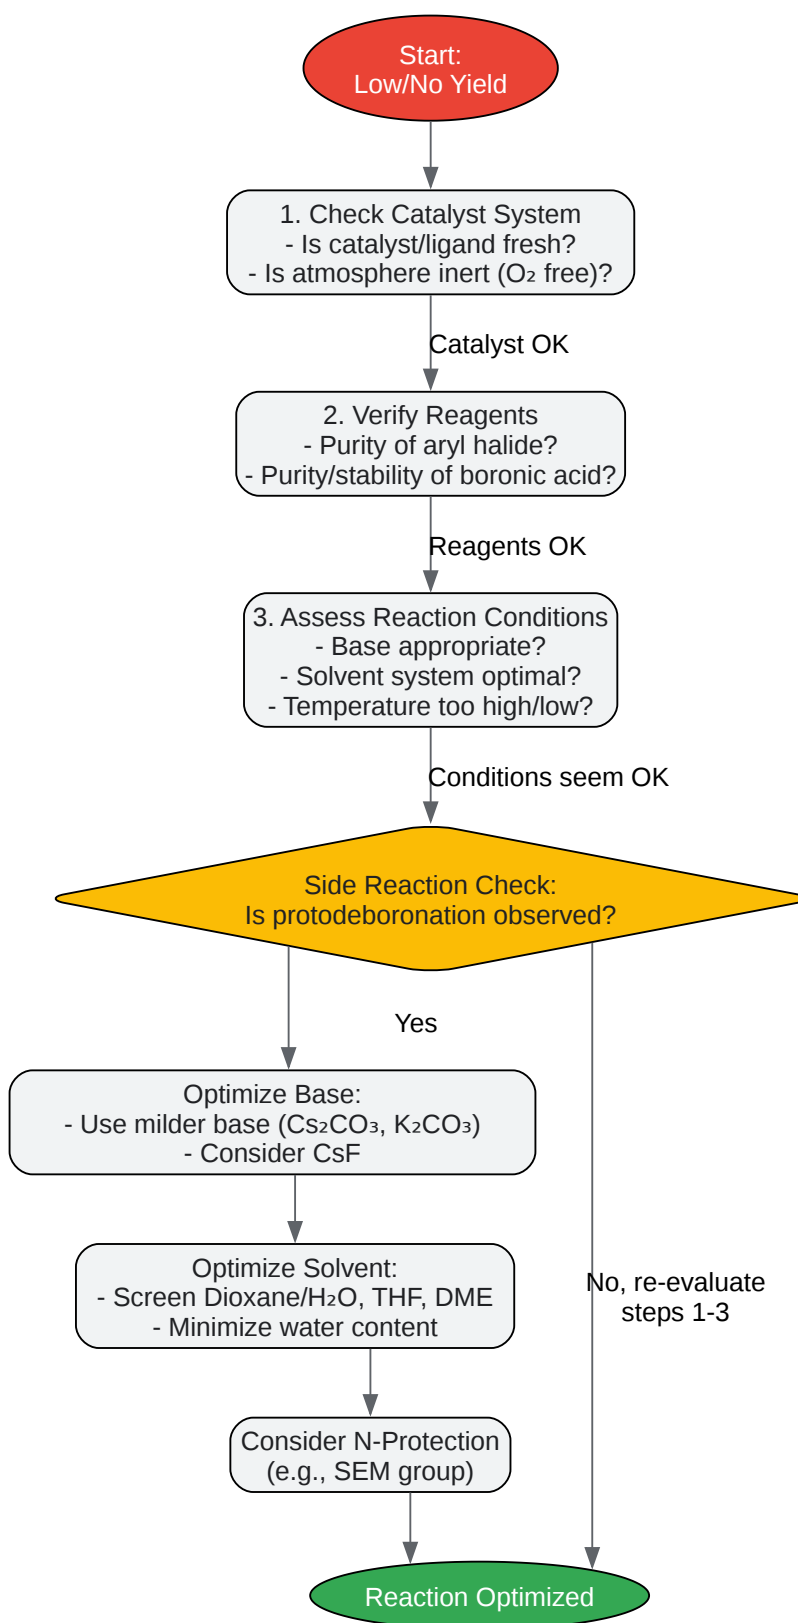 Start:
Low/No Yield
1. Check Catalyst System
- Is catalyst/ligand fresh?
- Is atmosphere inert (O₂ free)?
Catalyst OK
2. Verify Reagents
- Purity of aryl halide?
- Purity/stability of boronic acid?
Reagents OK
3. Assess Reaction Conditions
- Base appropriate?
- Solvent system optimal?
- Temperature too high/low?
Conditions seem OK
Side Reaction Check:
Is protodeboronation observed?
Yes
Optimize Base:
- Use milder base (Cs₂CO₃, K₂CO₃)
- Consider CsF
Optimize Solvent:
- Screen Dioxane/H₂O, THF, DME
- Minimize water content
No, re-evaluate
steps 1-3
Consider N-Protection
(e.g., SEM group)
Reaction Optimized